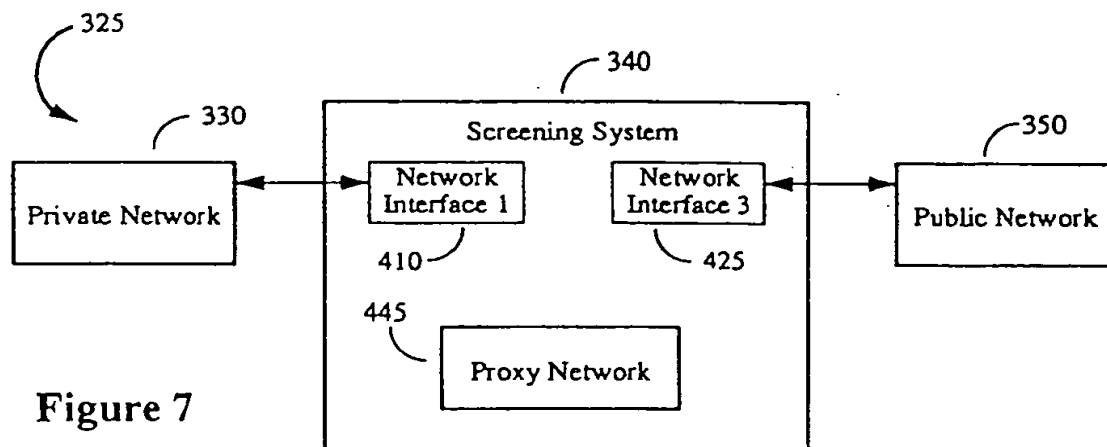 325
340
330
350
Screening System
Network
Interface 1
Network
Interface 3
Private Network
Public Network
410
425
445
Proxy Network
Figure 7